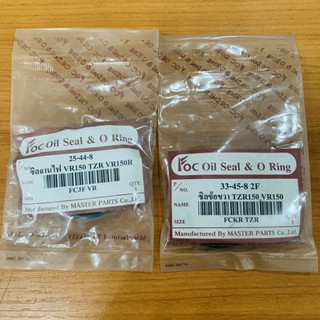 Foc Oil Seal & O Ring
25-44-8
ซิลจานไฟ VR150 TZR VR150R
FCJF VR
SIZE
Manufactured By MASTER PARTS Co.,Ltd.
Foc Oil Seal & O Ring
NO.
33-45-8 2F
ซิลข้อขวา TZR150 VR150
NAME
SIZE
FCKR TZR
Manufactured By MASTER PARTS Co.,Ltd.